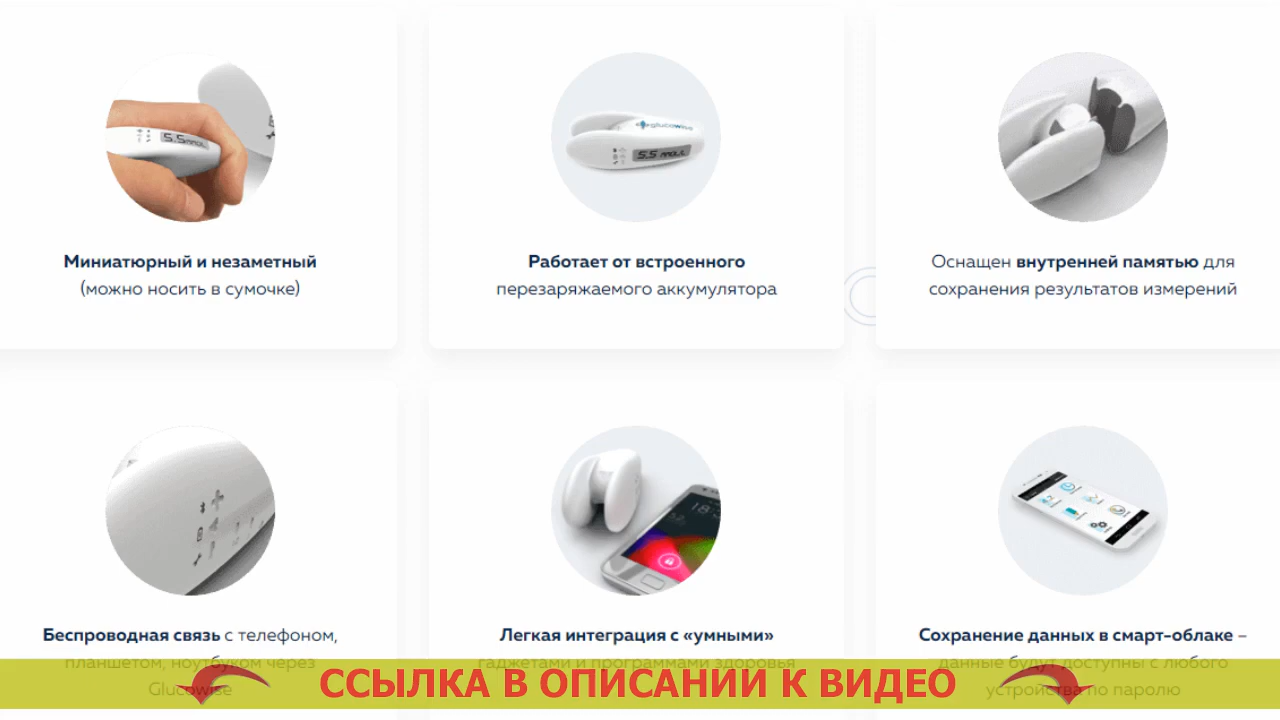 5.5 mmol/L
glucowise
5.5 mmol/L
Миниатюрный и незаметный
(можно носить в сумочке)
Работает от встроенного
перезаряжаемого аккумулятора
Оснащен внутренней памятью для
сохранения результатов измерений
18
Беспроводная связь с телефоном,
планшетом, ноутбуком через
Glucowise
Легкая интеграция с «умными»
гаджетами и программами здоровья
Сохранение данных в смарт-облаке –
данные будут доступны с любого
устройства по паролю
ССЫЛКА В ОПИСАНИИ К ВИДЕО